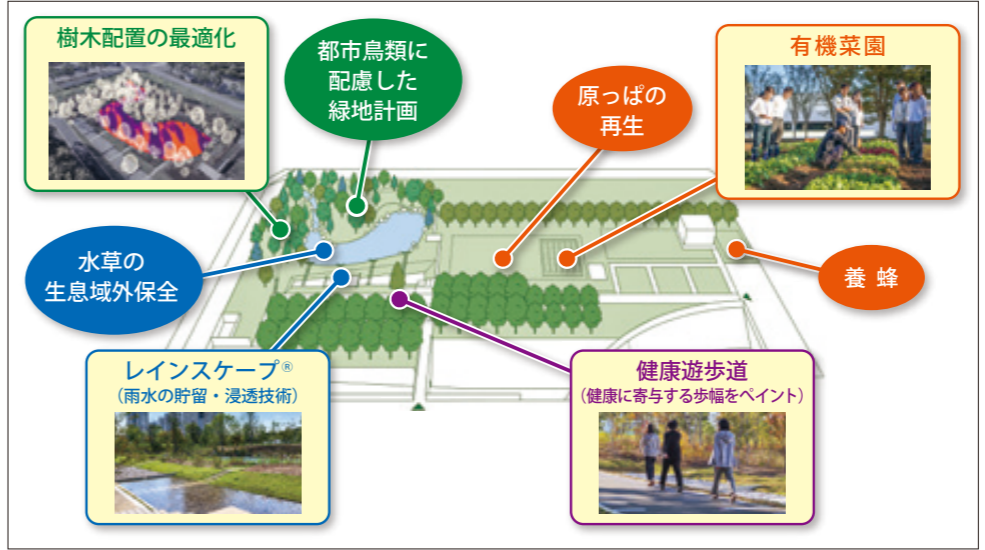 樹木配置の最適化
都市鳥類に
配慮した
緑地計画
原っぱの
再生
有機菜園
水草の
生息域外保全
養蜂
レインスケープ®
（雨水の貯留・浸透技術）
健康遊歩道
（健康に寄与する歩幅をペイント）